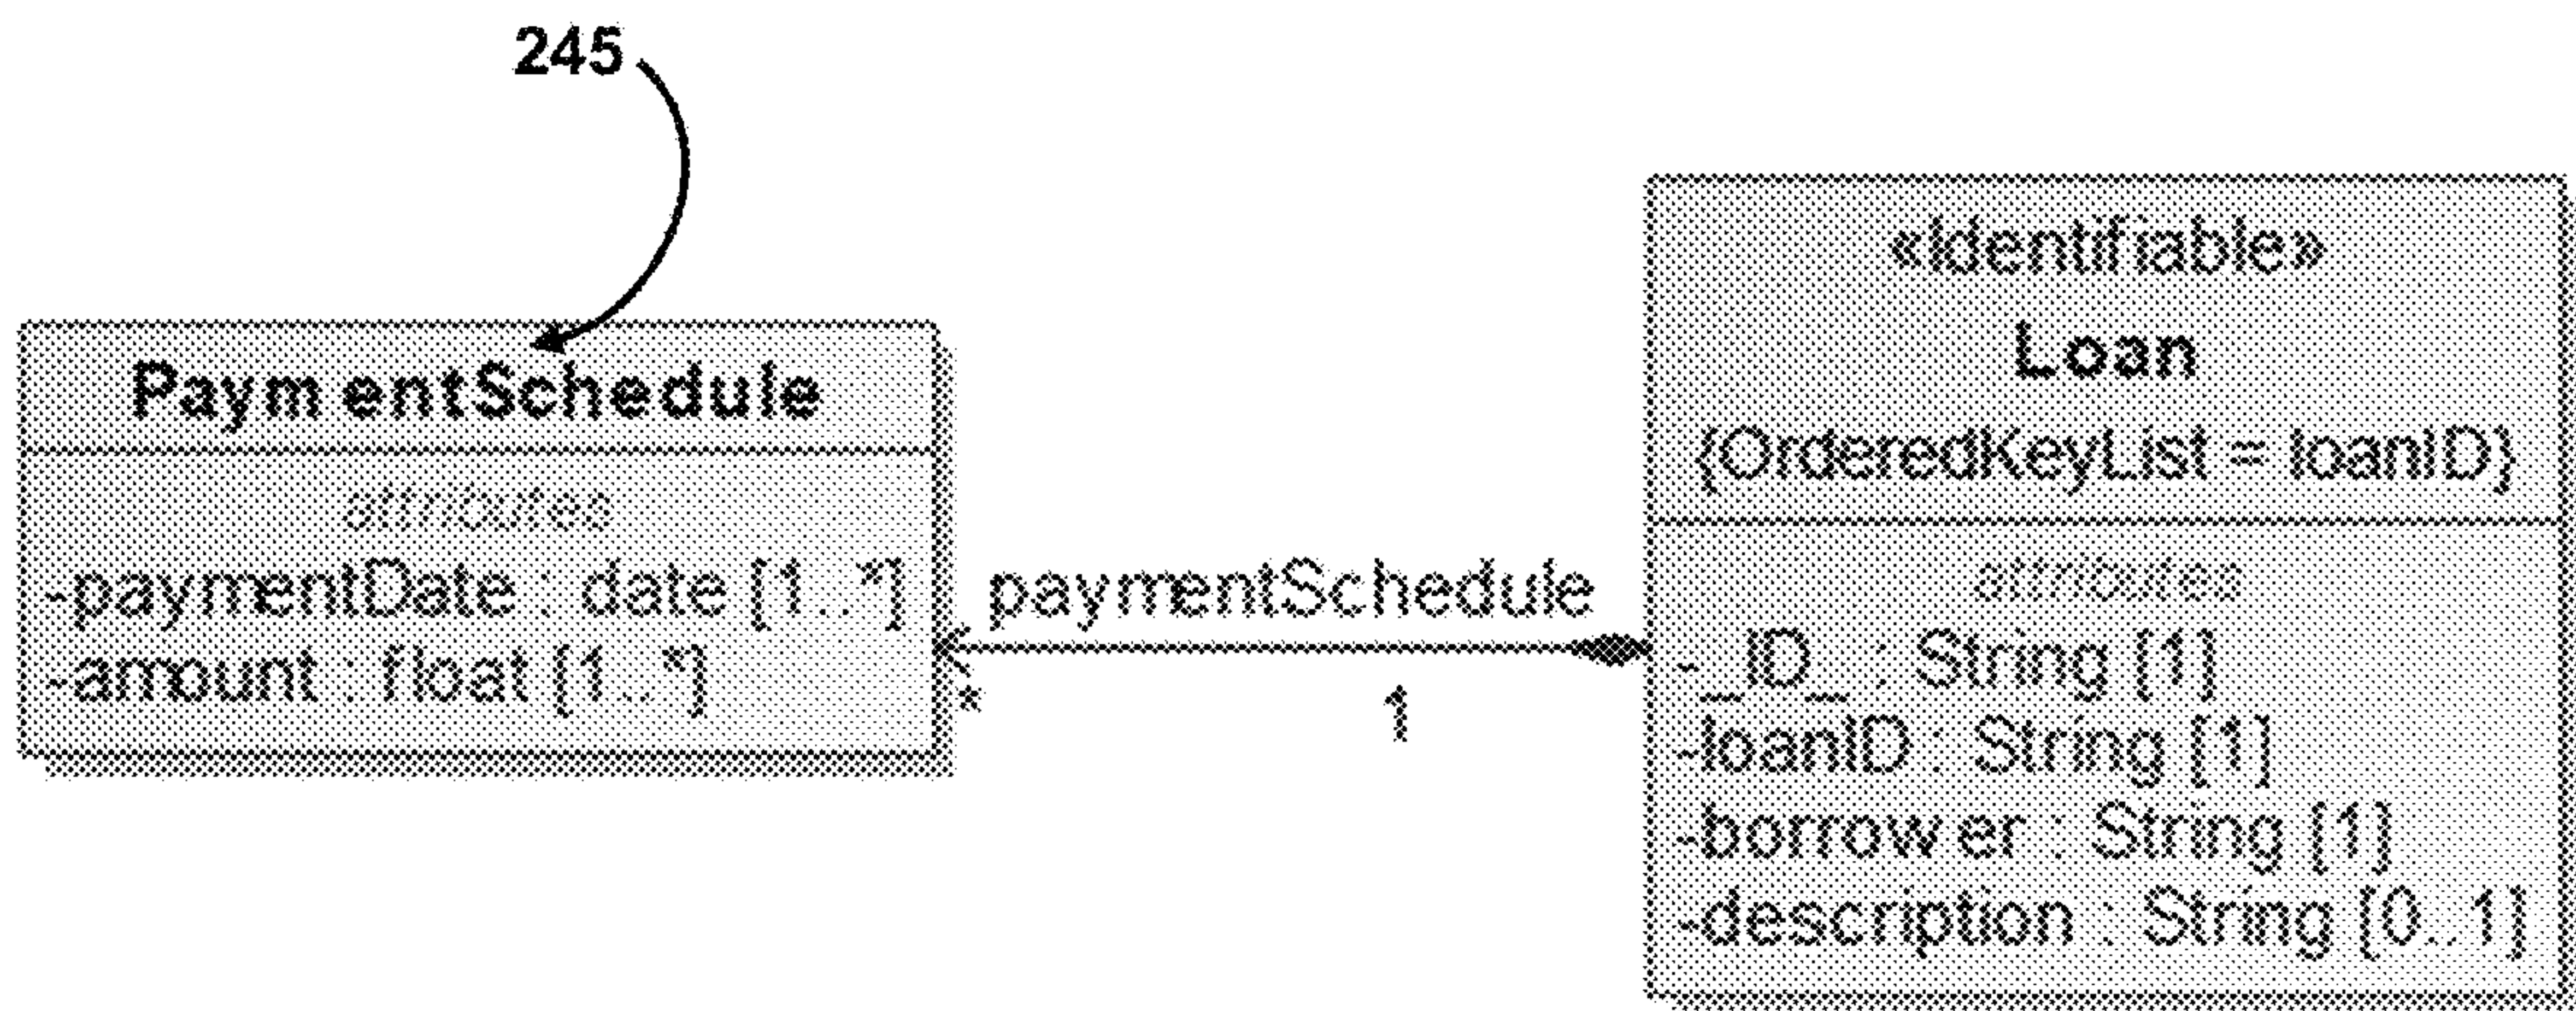 245
PaymentSchedule
attributes
-paymentDate : date [1..*]
-amount : float [1..*]
paymentSchedule
*
1
«Identifiable»
Loan
{OrderedKeyList = loanID}
attributes
-_ID_ : String [1]
-loanID : String [1]
-borrower : String [1]
-description : String [0..1]